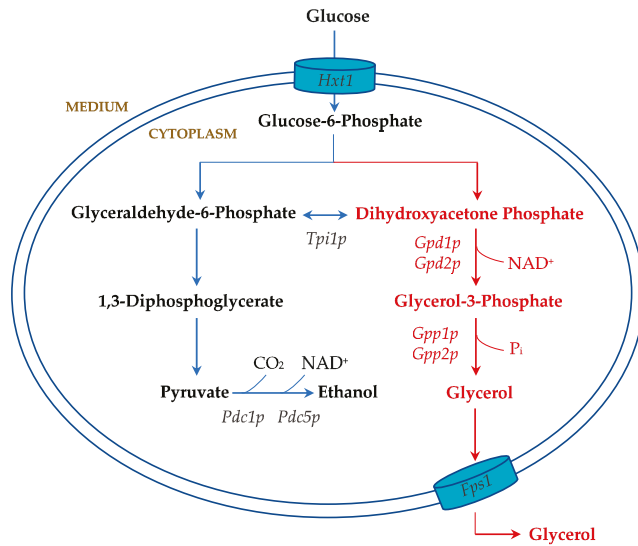 Glucose
Hxt1
MEDIUM
CYTOPLASM
Glucose-6-Phosphate
Glyceraldehyde-6-Phosphate
Dihydroxyacetone Phosphate
Tpi1p
Gpd1p
Gpd2p
NAD⁺
1,3-Diphosphoglycerate
Glycerol-3-Phosphate
Gpp1p
Gpp2p
Pᵢ
CO₂
NAD⁺
Pyruvate
Ethanol
Glycerol
Pdc1p
Pdc5p
Fps1
Glycerol